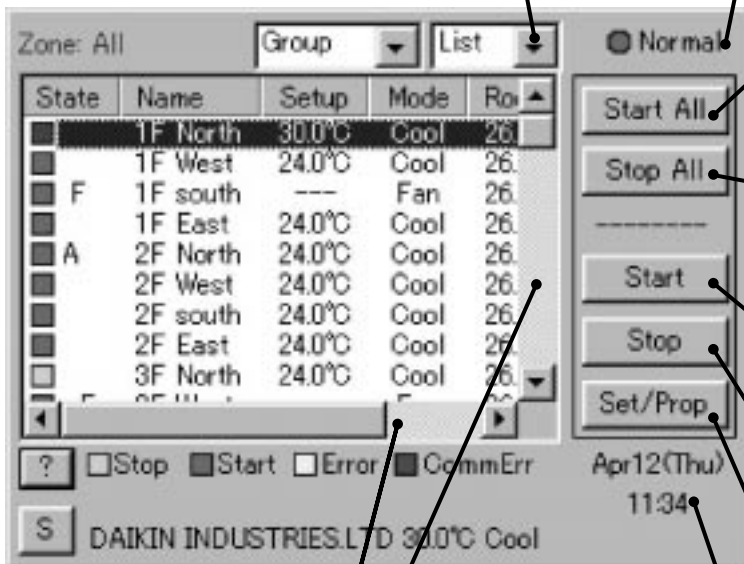 Zone: All Group List Normal
State Name Setup Mode Roo
1F North 30.0°C Cool 26.
1F West 24.0°C Cool 26.
F 1F south --- Fan 26.
1F East 24.0°C Cool 26.
A 2F North 24.0°C Cool 26.
2F West 24.0°C Cool 26.
2F south 24.0°C Cool 26.
2F East 24.0°C Cool 26.
3F North 24.0°C Cool 26.
Start All
Stop All
--------
Start
Stop
Set/Prop
? Stop Start Error CommErr
Apr12(Thu)
11:34
S DAIKIN INDUSTRIES.LTD 30.0°C Cool